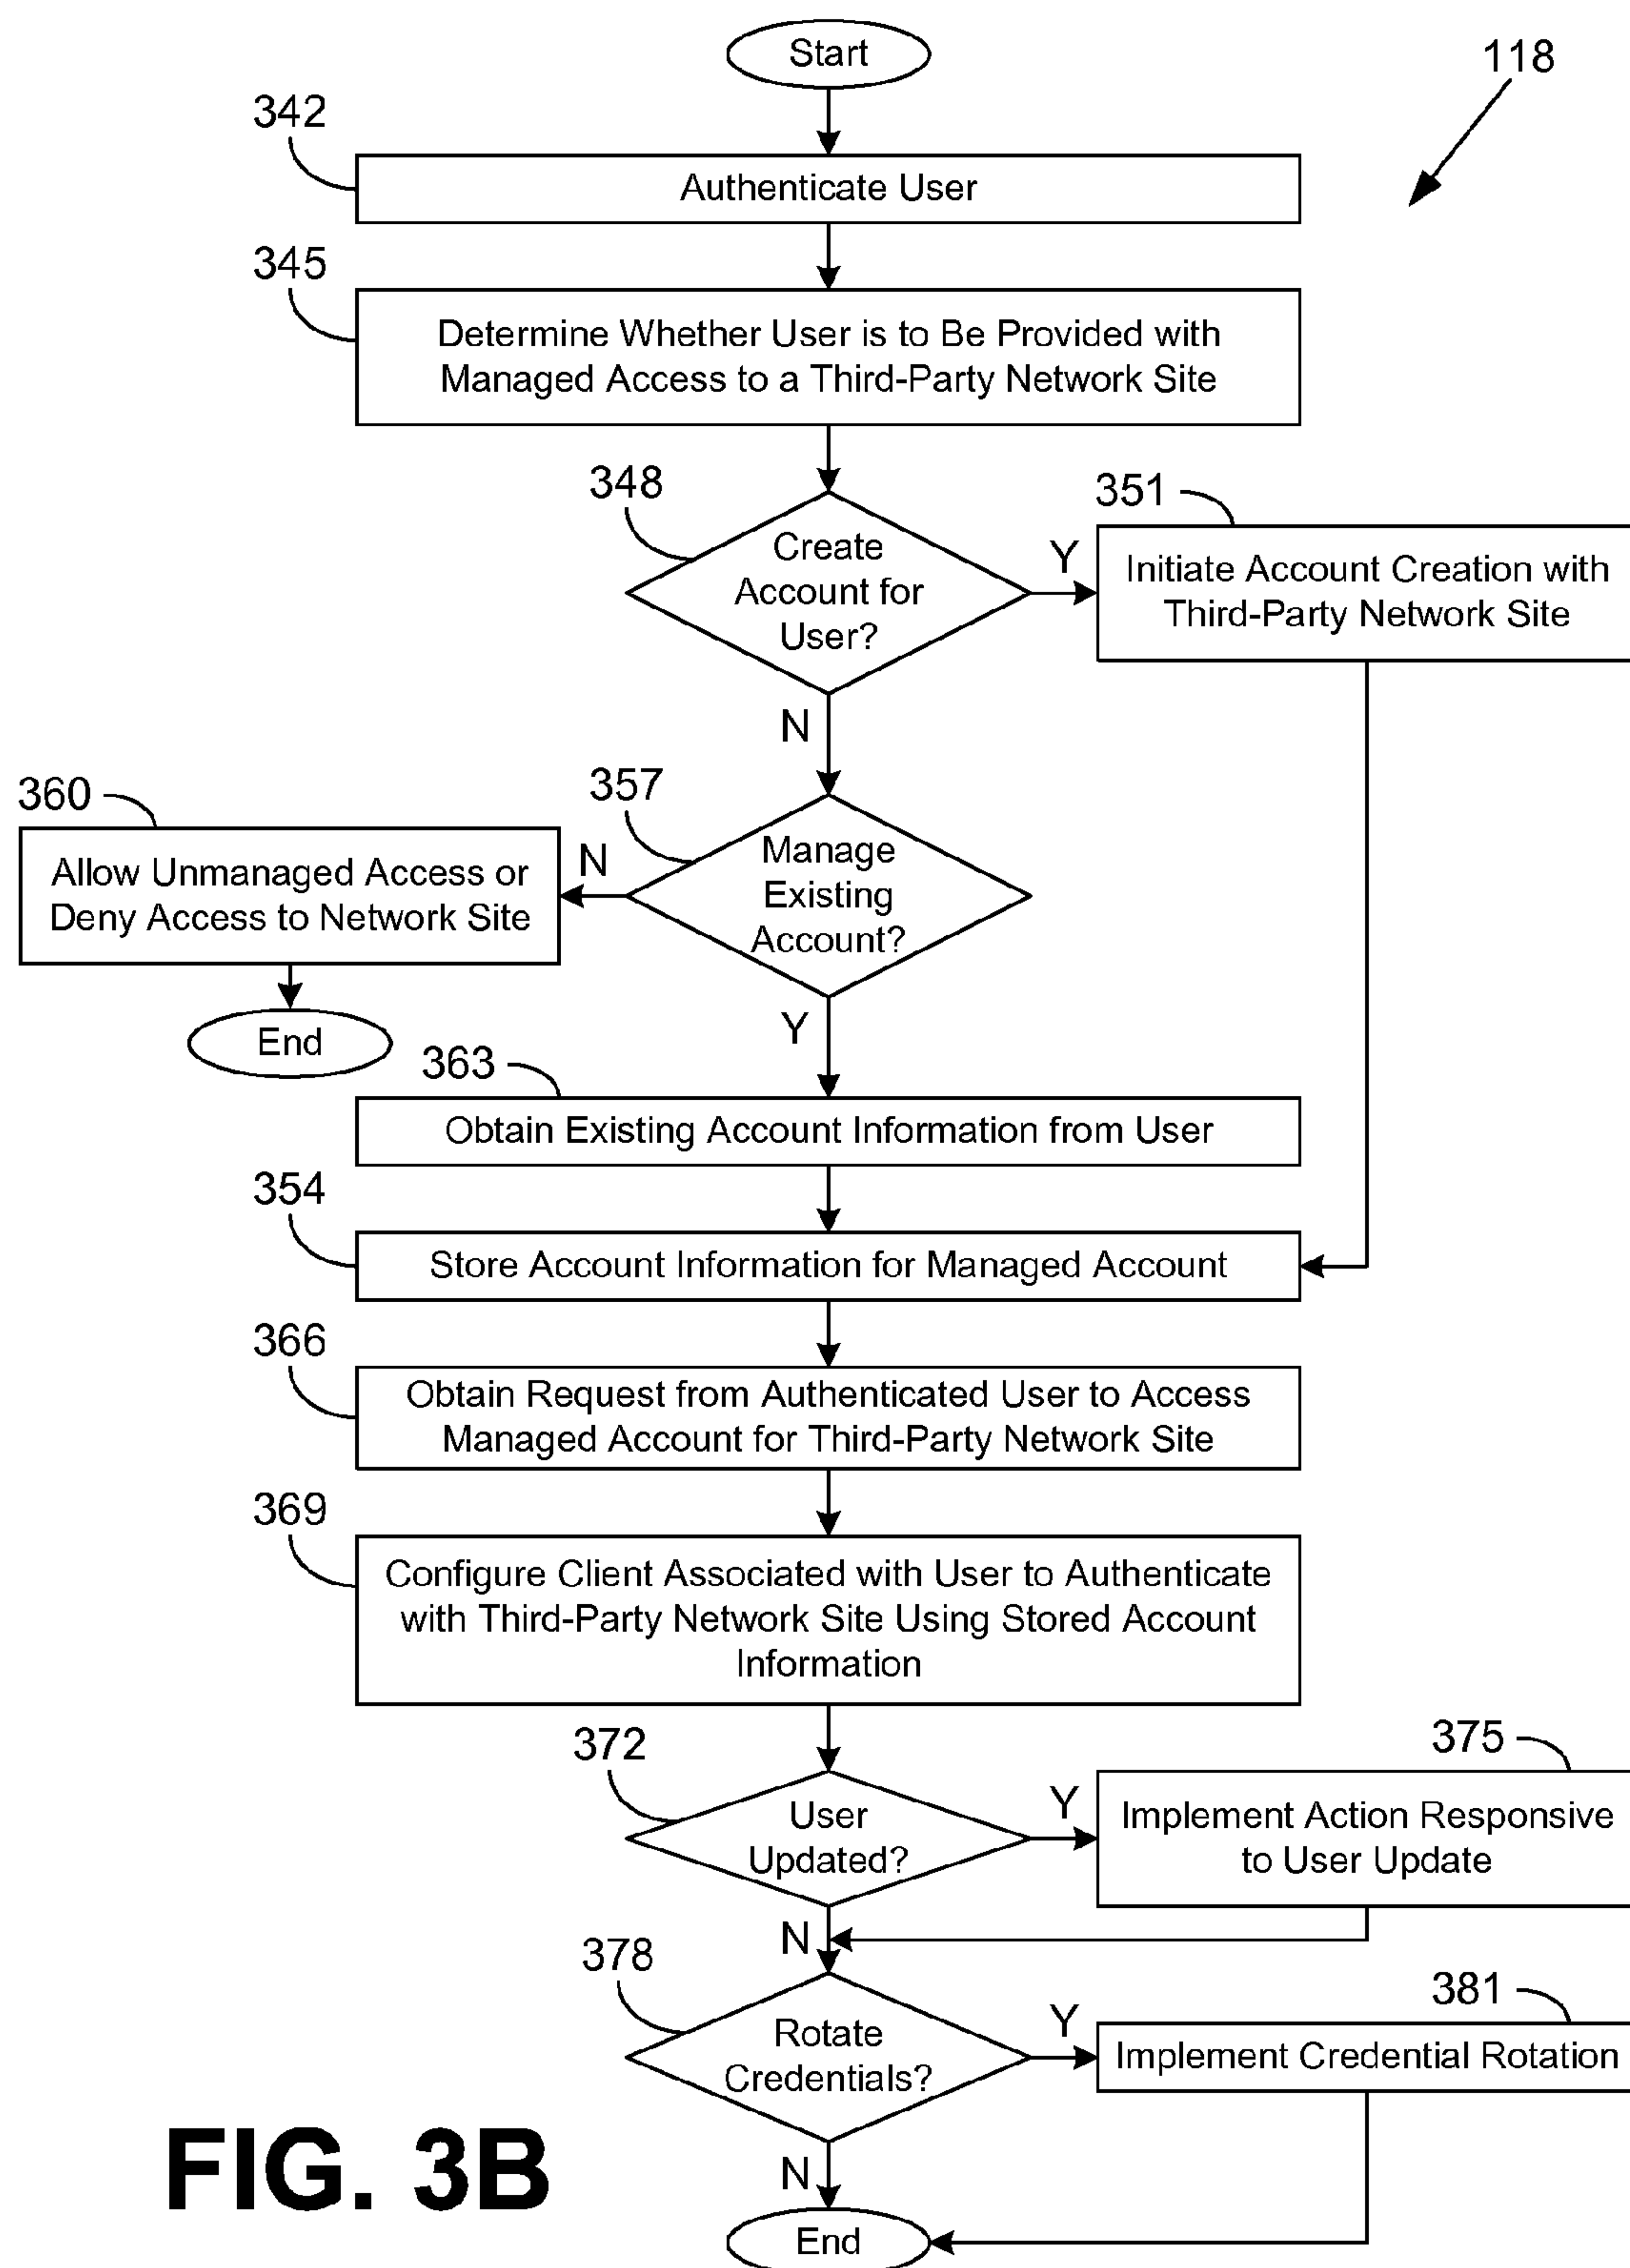 Start
118
342
Authenticate User
345
Determine Whether User is to Be Provided with
Managed Access to a Third-Party Network Site
348
Create
Account for
User?
Y
351
Initiate Account Creation with
Third-Party Network Site
N
357
Manage
Existing
Account?
N
360
Allow Unmanaged Access or
Deny Access to Network Site
End
Y
363
Obtain Existing Account Information from User
354
Store Account Information for Managed Account
366
Obtain Request from Authenticated User to Access
Managed Account for Third-Party Network Site
369
Configure Client Associated with User to Authenticate
with Third-Party Network Site Using Stored Account
Information
372
User
Updated?
Y
375
Implement Action Responsive
to User Update
N
378
Rotate
Credentials?
Y
381
Implement Credential Rotation
N
End
FIG. 3B